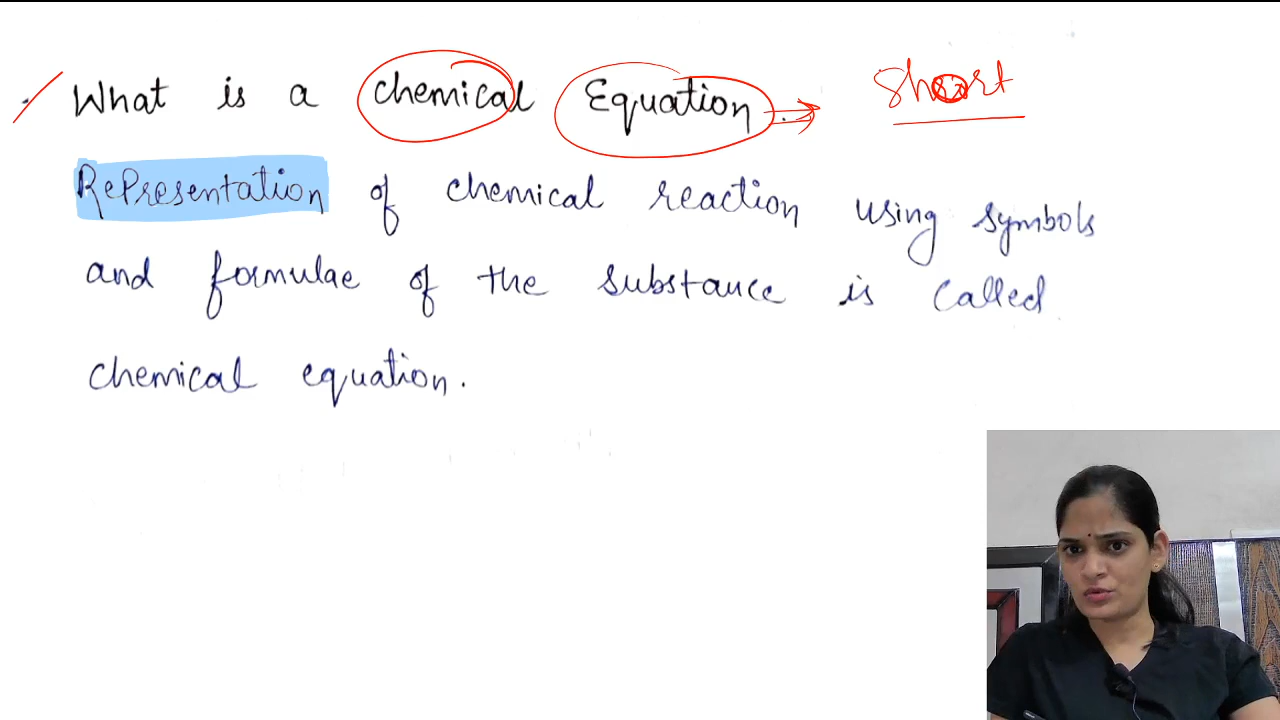 What is a chemical Equation. short
Representation of chemical reaction using symbols
and formulae of the substance is called
chemical equation.